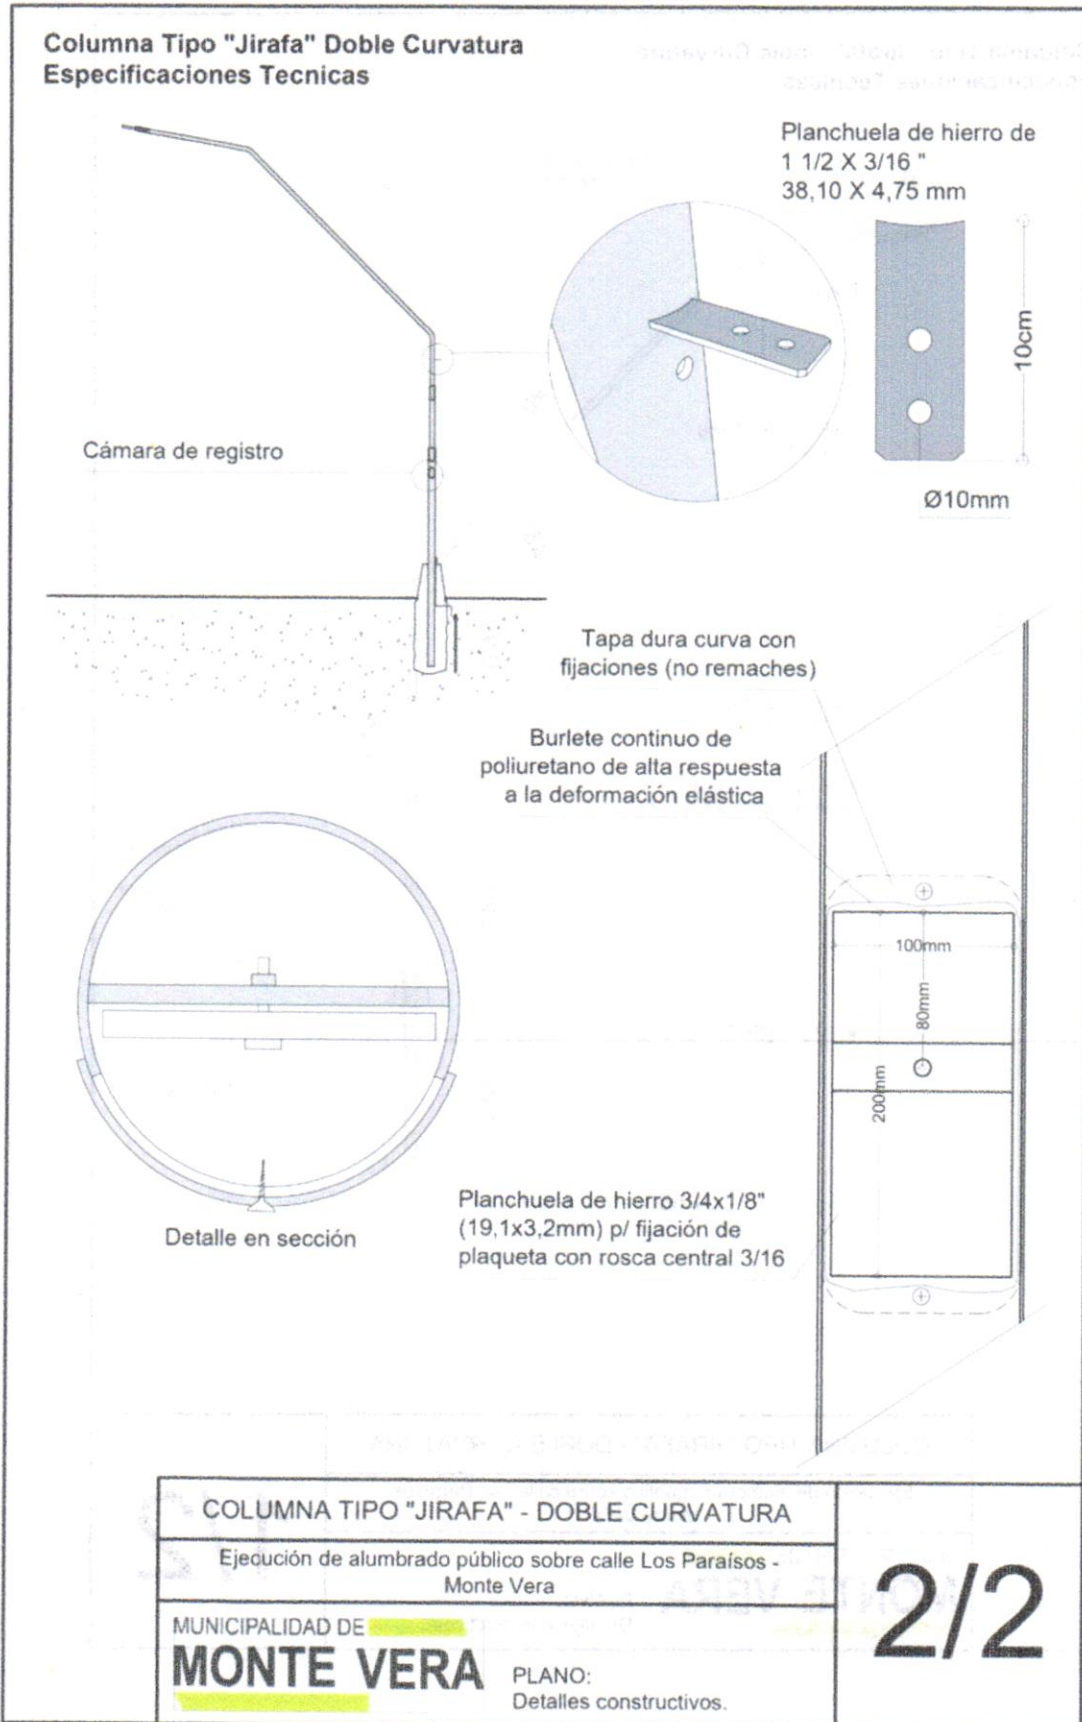 Columna Tipo "Jirafa" Doble Curvatura
Especificaciones Tecnicas
Planchuela de hierro de
1 1/2 X 3/16 "
38,10 X 4,75 mm
10cm
Ø10mm
Cámara de registro
Tapa dura curva con
fijaciones (no remaches)
Burlete continuo de
poliuretano de alta respuesta
a la deformación elástica
100mm
80mm
200mm
Detalle en sección
Planchuela de hierro 3/4x1/8"
(19,1x3,2mm) p/ fijación de
plaqueta con rosca central 3/16
COLUMNA TIPO "JIRAFA" - DOBLE CURVATURA
Ejecución de alumbrado público sobre calle Los Paraísos -
Monte Vera
MUNICIPALIDAD DE
MONTE VERA
PLANO:
Detalles constructivos.
2/2